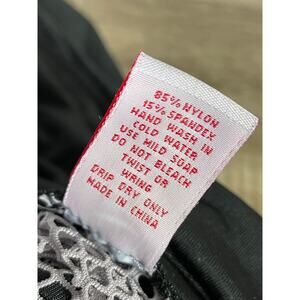 85% NYLON
15% SPANDEX
HAND WASH IN
COLD WATER
USE MILD SOAP
DO NOT BLEACH
TWIST OR
WRING
DRIP DRY ONLY
MADE IN CHINA